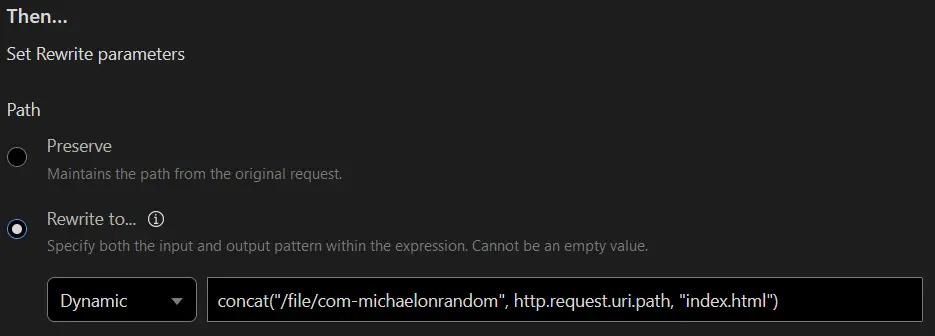 Then...
Set Rewrite parameters
Path
Preserve
Maintains the path from the original request.
Rewrite to...
Specify both the input and output pattern within the expression. Cannot be an empty value.
Dynamic concat("/file/com-michaelonrandom", http.request.uri.path, "index.html")